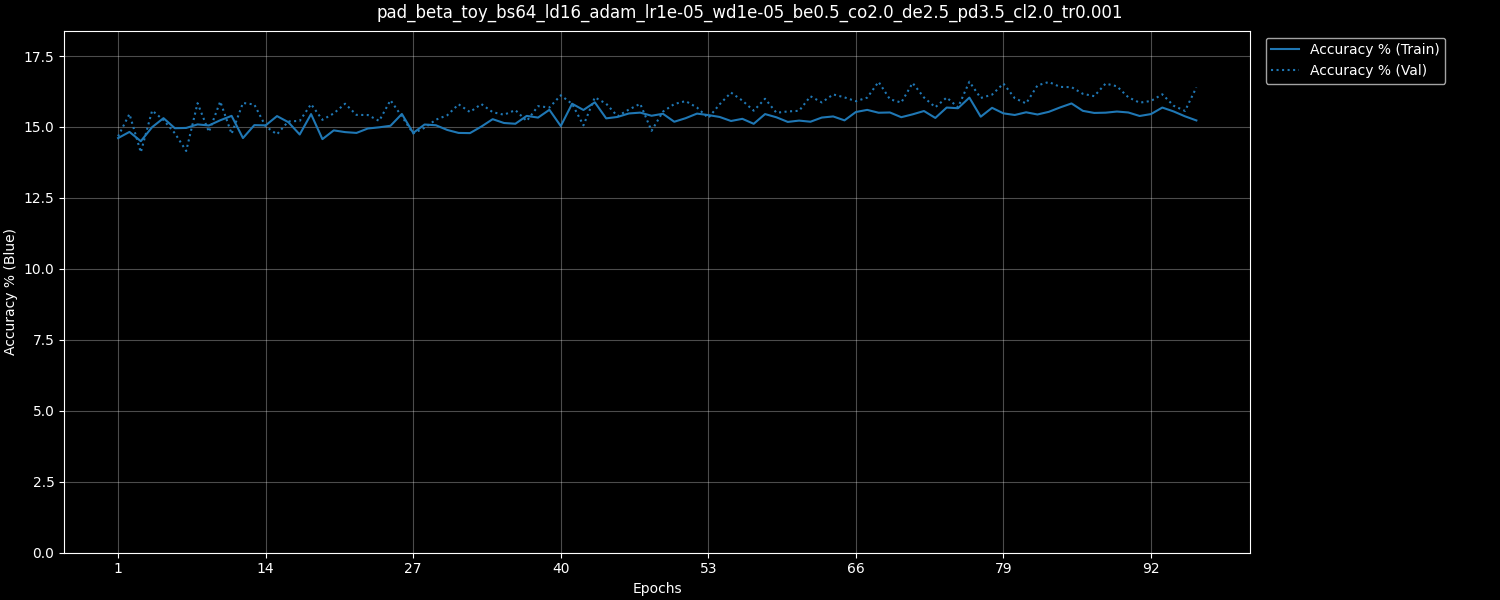 pad_beta_toy_bs64_ld16_adam_lr1e-05_wd1e-05_be0.5_co2.0_de2.5_pd3.5_cl2.0_tr0.001
Accuracy % (Train)
Accuracy % (Val)
Accuracy % (Blue)
17.5
15.0
12.5
10.0
7.5
5.0
2.5
0.0
1 14 27 40 53 66 79 92
Epochs